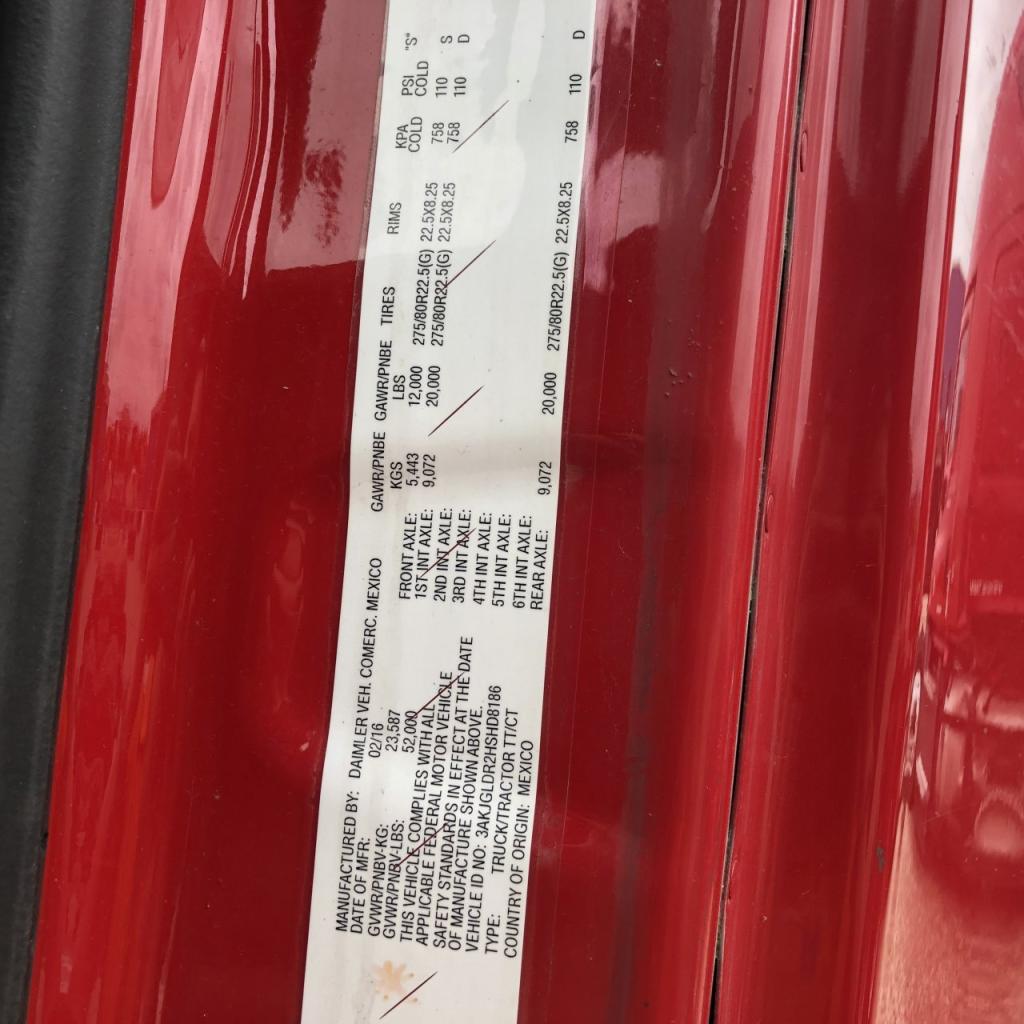 MANUFACTURED BY: DAIMLER VEH. COMERC. MEXICO
DATE OF MFR: 02/16
GVWR/PNBV-KG: 23,587
GVWR/PNBV-LBS: 52,000
THIS VEHICLE COMPLIES WITH ALL
APPLICABLE FEDERAL MOTOR VEHICLE
SAFETY STANDARDS IN EFFECT AT THE DATE
OF MANUFACTURE SHOWN ABOVE.
VEHICLE ID NO: 3AKJGLDR2HSHD8186
TYPE: TRUCK/TRACTOR TT/CT
COUNTRY OF ORIGIN: MEXICO
GAWR/PNBE GAWR/PNBE TIRES RIMS KPA PSI "S"
KGS LBS COLD COLD
FRONT AXLE: 5,443 12,000 275/80R22.5(G) 22.5X8.25 758 110 S
1ST INT AXLE: 9,072 20,000 275/80R22.5(G) 22.5X8.25 758 110 D
2ND INT AXLE:
3RD INT AXLE:
4TH INT AXLE:
5TH INT AXLE:
6TH INT AXLE:
REAR AXLE: 9,072 20,000 275/80R22.5(G) 22.5X8.25 758 110 D